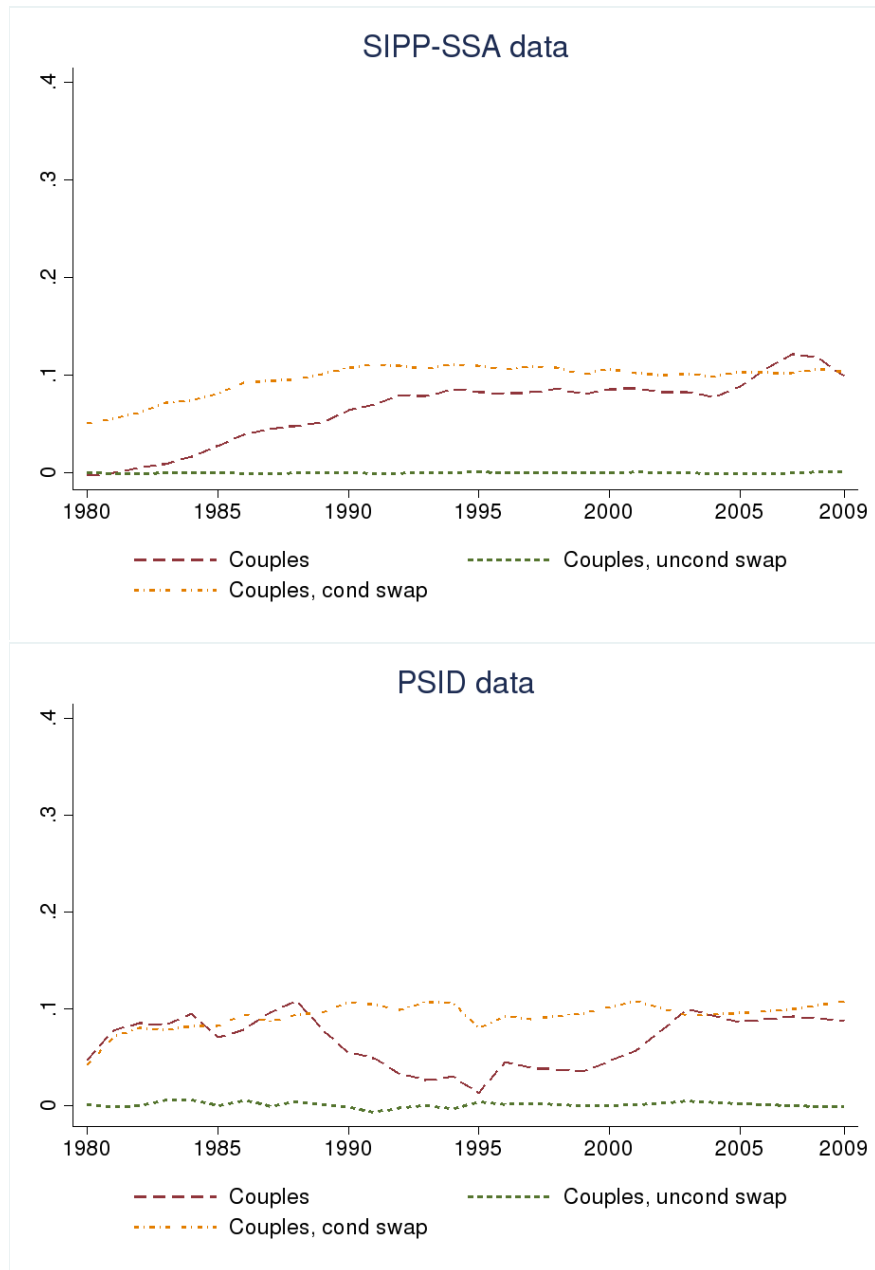 SIPP-SSA data
.4
.3
.2
.1
0
1980 1985 1990 1995 2000 2005 2009
Couples Couples, uncond swap
Couples, cond swap
PSID data
.4
.3
.2
.1
0
1980 1985 1990 1995 2000 2005 2009
Couples Couples, uncond swap
Couples, cond swap